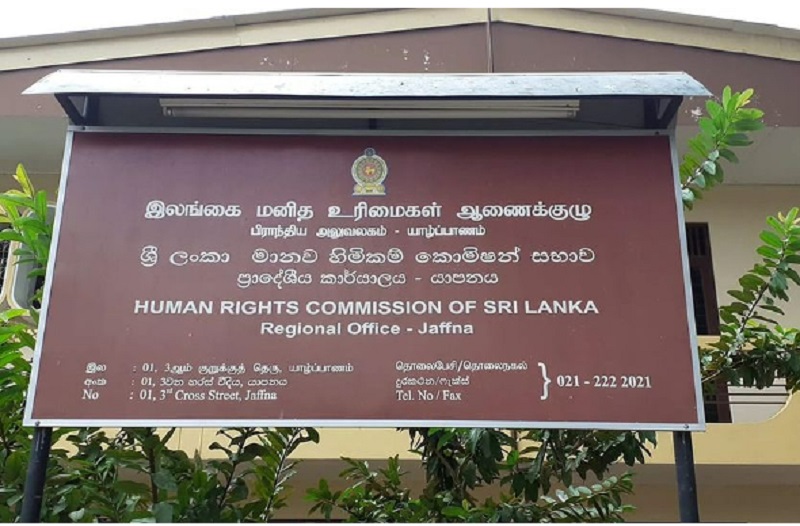 இலங்கை மனித உரிமைகள் ஆணைக்குழு
பிராந்திய அலுவலகம் - யாழ்ப்பாணம்
ශ්‍රී ලංකා මානව හිමිකම් කොමිෂන් සභාව
ප්‍රාදේශීය කාර්යාලය - යාපනය
HUMAN RIGHTS COMMISSION OF SRI LANKA
Regional Office - Jaffna
இல : 01, 3ஆம் குறுக்குத் தெரு, யாழ்ப்பாணம்
අංක : 01, 3වන හරස් වීදිය, යාපනය
No : 01, 3rd Cross Street, Jaffna
தொலைபேசி/தொலைநகல்
දුරකථන/ෆැක්ස්
Tel. No / Fax
} 021 - 222 2021